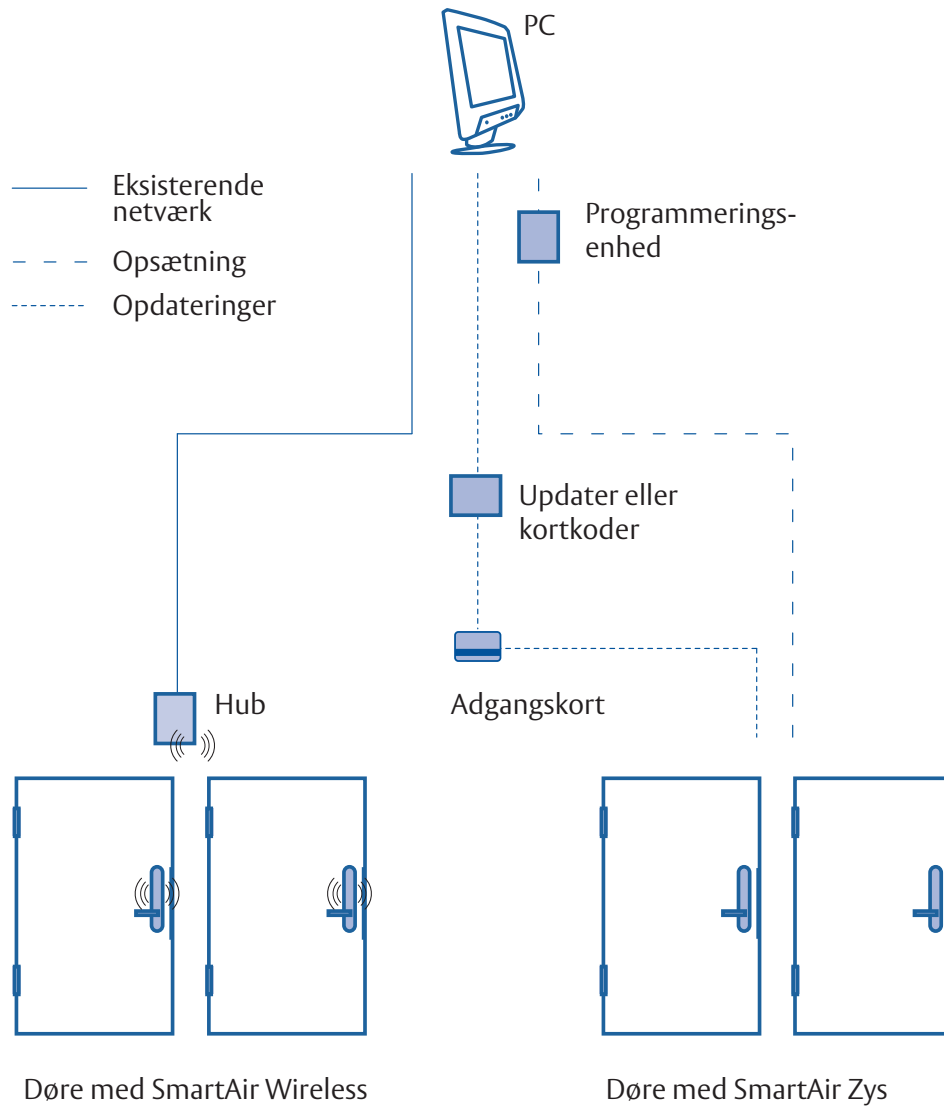 PC
Eksisterende
netværk
Opsætning
Opdateringer
Programmerings-
enhed
Updater eller
kortkoder
Hub
Adgangskort
Døre med SmartAir Wireless
Døre med SmartAir Zys